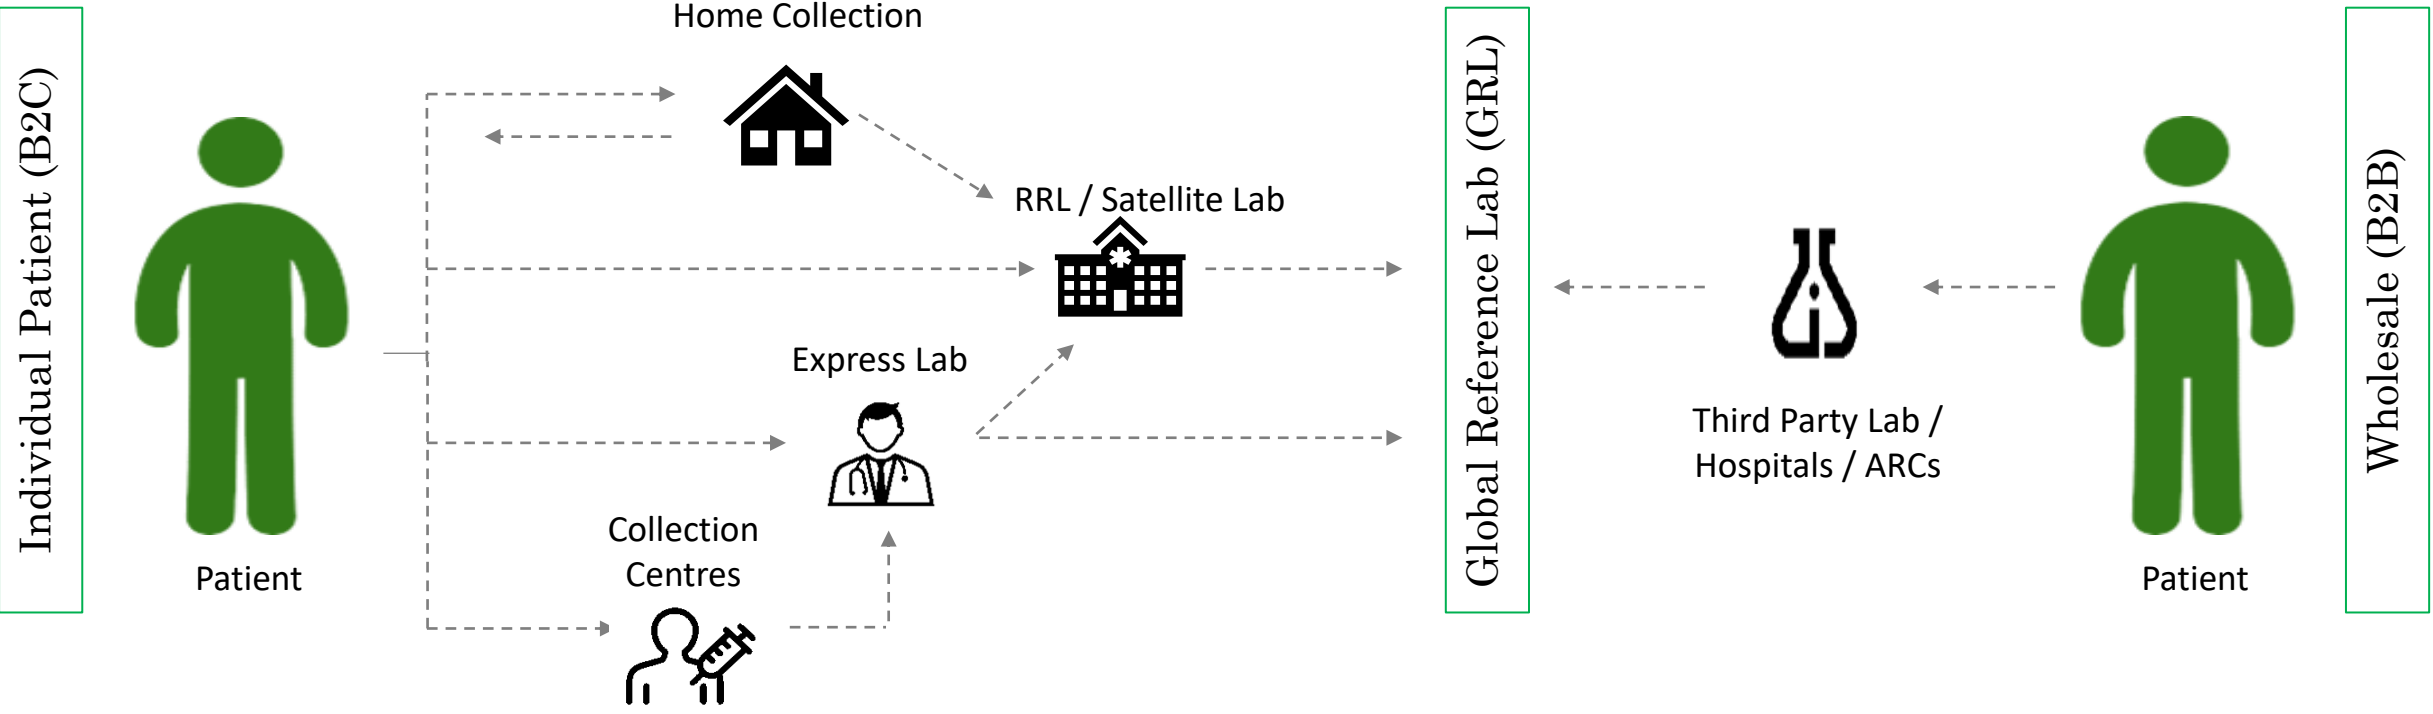 Individual Patient (B2C)
Patient
Home Collection
RRL / Satellite Lab
Express Lab
Collection
Centres
Global Reference Lab (GRL)
Third Party Lab /
Hospitals / ARCs
Patient
Wholesale (B2B)